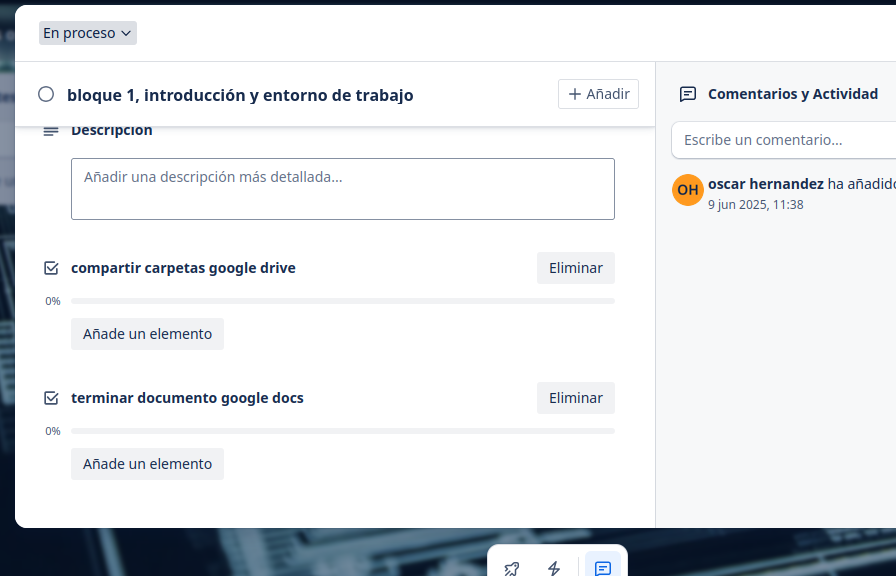 En proceso
bloque 1, introducción y entorno de trabajo
Añadir
Descripción
Añadir una descripción más detallada...
compartir carpetas google drive
Eliminar
0%
Añade un elemento
terminar documento google docs
Eliminar
0%
Añade un elemento
Comentarios y Actividad
Escribe un comentario...
OH
oscar hernandez ha añadido
9 jun 2025, 11:38